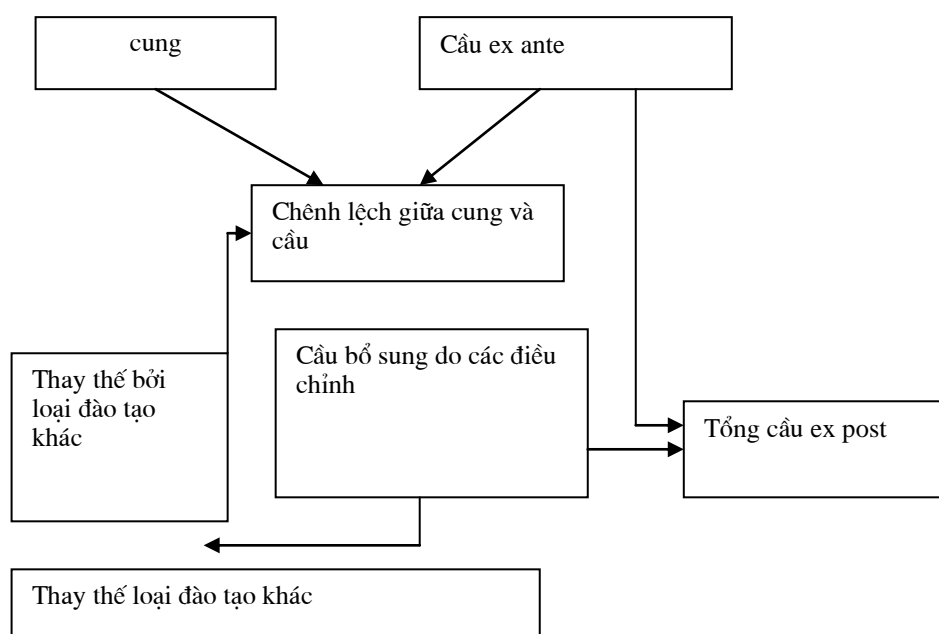 cung
Cầu ex ante
Chênh lệch giữa cung và
cầu
Cầu bổ sung do các điều
chỉnh
Thay thế bởi
loại đào tạo
khác
Tổng cầu ex post
Thay thế loại đào tạo khác